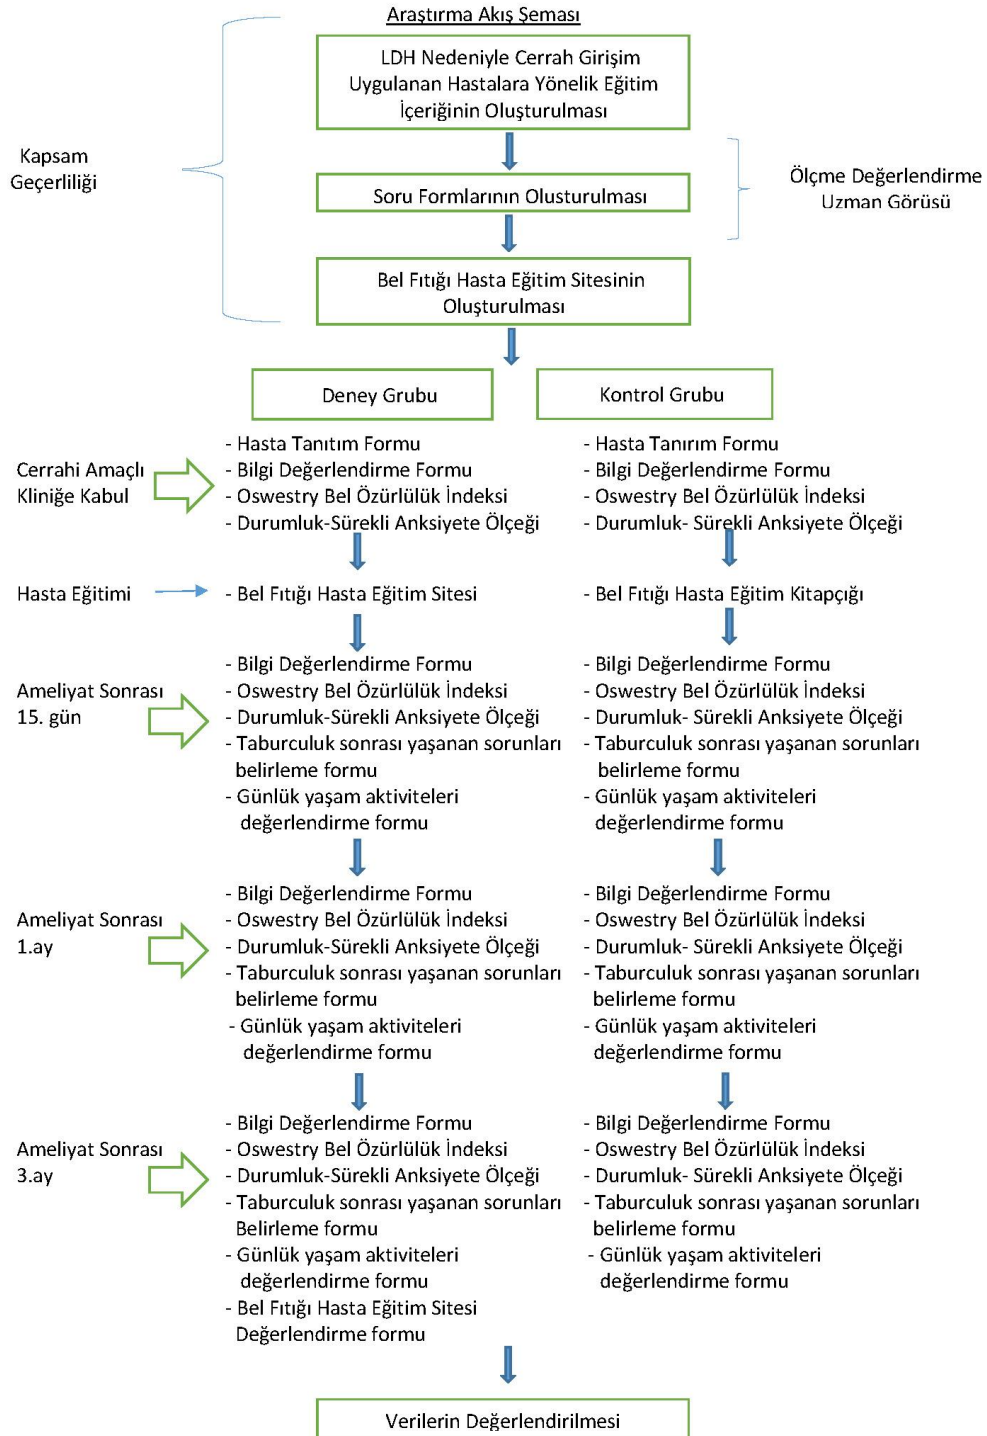 Araştırma Akış Şeması
LDH Nedeniyle Cerrah Girişim
Uygulanan Hastalara Yönelik Eğitim
İçeriğinin Oluşturulması
Kapsam
Geçerliliği
Soru Formlarının Olusturulması
Ölçme Değerlendirme
Uzman Görüsü
Bel Fıtığı Hasta Eğitim Sitesinin
Oluşturulması
Deney Grubu
Kontrol Grubu
Cerrahi Amaçlı
Kliniğe Kabul
- Hasta Tanıtım Formu
- Bilgi Değerlendirme Formu
- Oswestry Bel Özürlülük İndeksi
- Durumluk-Sürekli Anksiyete Ölçeği
- Hasta Tanırım Formu
- Bilgi Değerlendirme Formu
- Oswestry Bel Özürlülük İndeksi
- Durumluk- Sürekli Anksiyete Ölçeği
Hasta Eğitimi
- Bel Fıtığı Hasta Eğitim Sitesi
- Bel Fıtığı Hasta Eğitim Kitapçığı
Ameliyat Sonrası
15. gün
- Bilgi Değerlendirme Formu
- Oswestry Bel Özürlülük İndeksi
- Durumluk-Sürekli Anksiyete Ölçeği
- Taburculuk sonrası yaşanan sorunları
belirleme formu
- Günlük yaşam aktiviteleri
değerlendirme formu
- Bilgi Değerlendirme Formu
- Oswestry Bel Özürlülük İndeksi
- Durumluk- Sürekli Anksiyete Ölçeği
- Taburculuk sonrası yaşanan sorunları
belirleme formu
- Günlük yaşam aktiviteleri
değerlendirme formu
Ameliyat Sonrası
1.ay
- Bilgi Değerlendirme Formu
- Oswestry Bel Özürlülük İndeksi
- Durumluk-Sürekli Anksiyete Ölçeği
- Taburculuk sonrası yaşanan sorunları
belirleme formu
- Günlük yaşam aktiviteleri
değerlendirme formu
- Bilgi Değerlendirme Formu
- Oswestry Bel Özürlülük İndeksi
- Durumluk- Sürekli Anksiyete Ölçeği
- Taburculuk sonrası yaşanan sorunları
belirleme formu
- Günlük yaşam aktiviteleri
değerlendirme formu
Ameliyat Sonrası
3.ay
- Bilgi Değerlendirme Formu
- Oswestry Bel Özürlülük İndeksi
- Durumluk-Sürekli Anksiyete Ölçeği
- Taburculuk sonrası yaşanan sorunları
Belirleme formu
- Günlük yaşam aktiviteleri
değerlendirme formu
- Bel Fıtığı Hasta Eğitim Sitesi
Değerlendirme formu
- Bilgi Değerlendirme Formu
- Oswestry Bel Özürlülük İndeksi
- Durumluk- Sürekli Anksiyete Ölçeği
- Taburculuk sonrası yaşanan sorunları
belirleme formu
- Günlük yaşam aktiviteleri
değerlendirme formu
Verilerin Değerlendirilmesi